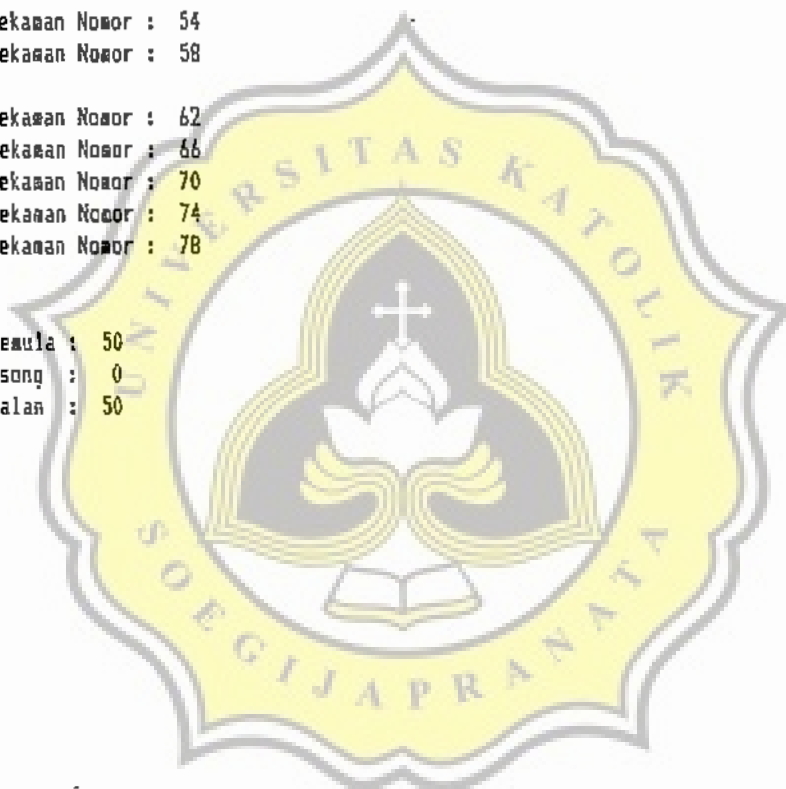 ekaman Nomor : 54
ekaman Nomor : 58
ekaman Nomor : 62
ekaman Nomor : 66
ekaman Nomor : 70
ekaman Nomor : 74
ekaman Nomor : 78
emula : 50
song : 0
alan : 50
UNIVERSITAS KATOLIK
SOEGIJAPRANATA